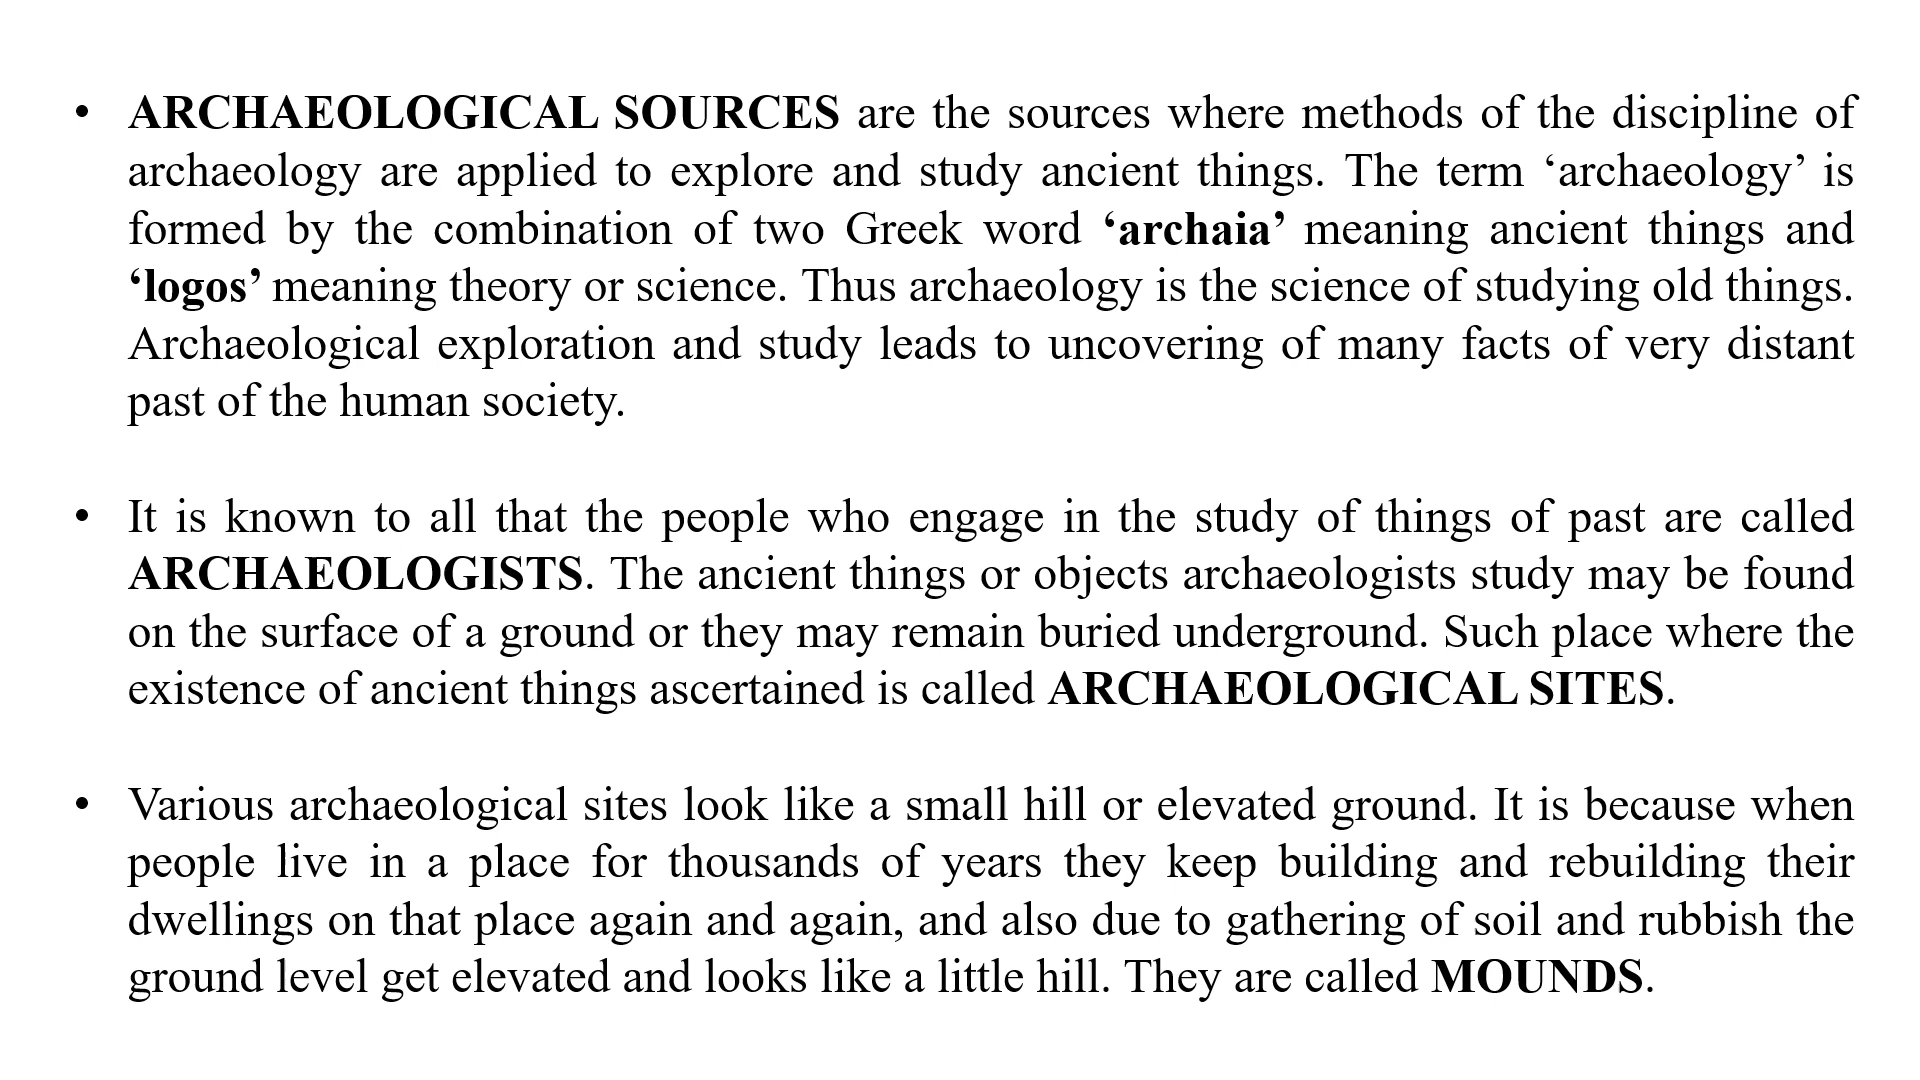 • ARCHAEOLOGICAL SOURCES are the sources where methods of the discipline of
archaeology are applied to explore and study ancient things. The term ‘archaeology’ is
formed by the combination of two Greek word ‘archaia’ meaning ancient things and
‘logos’ meaning theory or science. Thus archaeology is the science of studying old things.
Archaeological exploration and study leads to uncovering of many facts of very distant
past of the human society.
• It is known to all that the people who engage in the study of things of past are called
ARCHAEOLOGISTS. The ancient things or objects archaeologists study may be found
on the surface of a ground or they may remain buried underground. Such place where the
existence of ancient things ascertained is called ARCHAEOLOGICAL SITES.
• Various archaeological sites look like a small hill or elevated ground. It is because when
people live in a place for thousands of years they keep building and rebuilding their
dwellings on that place again and again, and also due to gathering of soil and rubbish the
ground level get elevated and looks like a little hill. They are called MOUNDS.